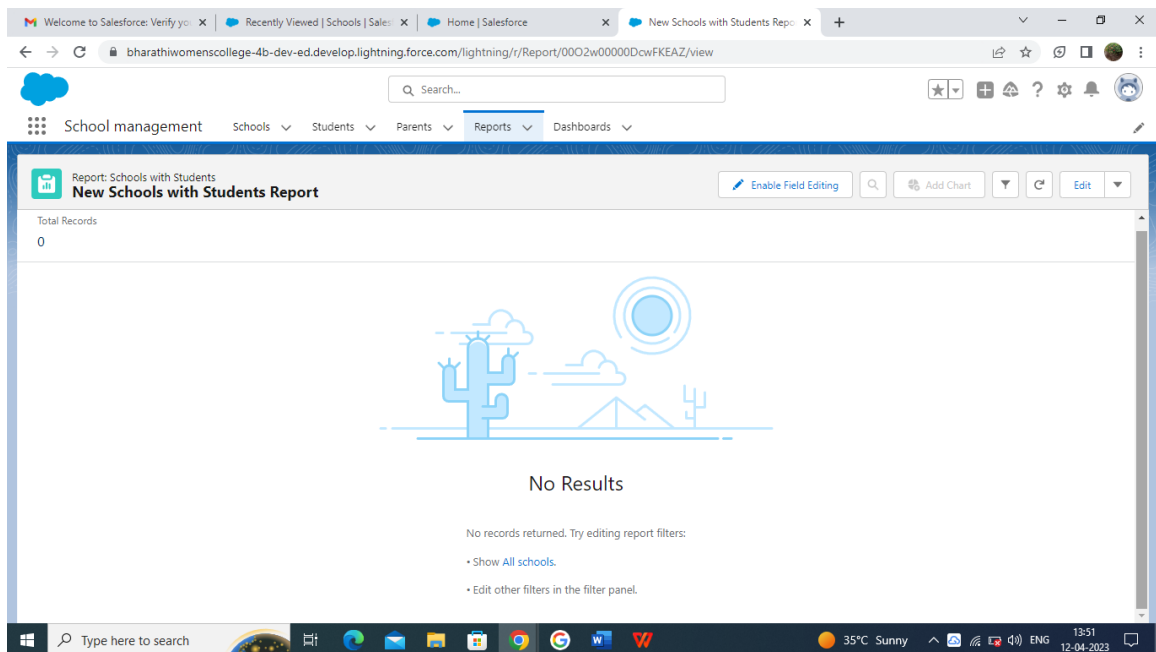 Welcome to Salesforce: Verify you
Recently Viewed | Schools | Sales
Home | Salesforce
New Schools with Students Repo
bharathiwomenscollege-4b-dev-ed.develop.lightning.force.com/lightning/r/Report/00O2w00000DcwFKEAZ/view
Search...
School management Schools Students Parents Reports Dashboards
Report: Schools with Students
New Schools with Students Report
Enable Field Editing Add Chart Edit
Total Records
0
No Results
No records returned. Try editing report filters:
• Show All schools.
• Edit other filters in the filter panel.
Type here to search
35°C Sunny
ENG
13:51
12-04-2023